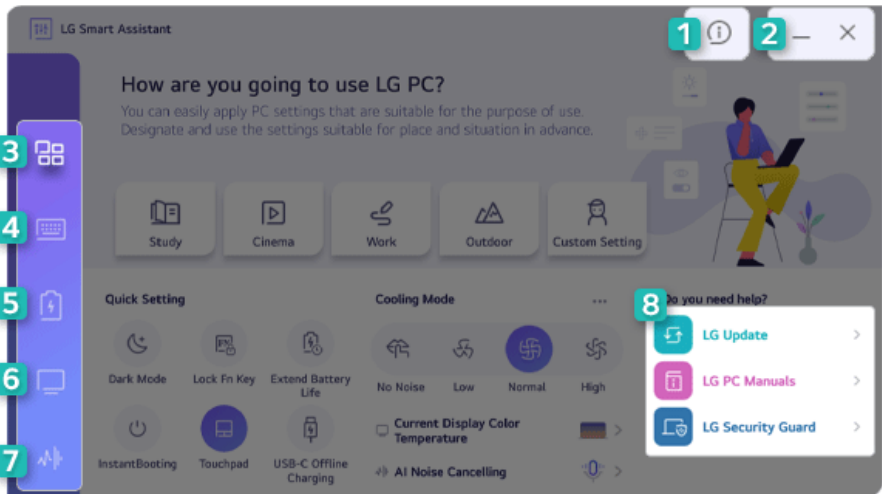 LG Smart Assistant
1
2
How are you going to use LG PC?
You can easily apply PC settings that are suitable for the purpose of use.
Designate and use the settings suitable for place and situation in advance.
3
4
5
6
7
Study
Cinema
Work
Outdoor
Custom Setting
Quick Setting
Dark Mode
Lock Fn Key
Extend Battery
Life
InstantBooting
Touchpad
USB-C Offline
Charging
Cooling Mode
No Noise
Low
Normal
High
Current Display Color
Temperature
AI Noise Cancelling
8
Do you need help?
LG Update
LG PC Manuals
LG Security Guard